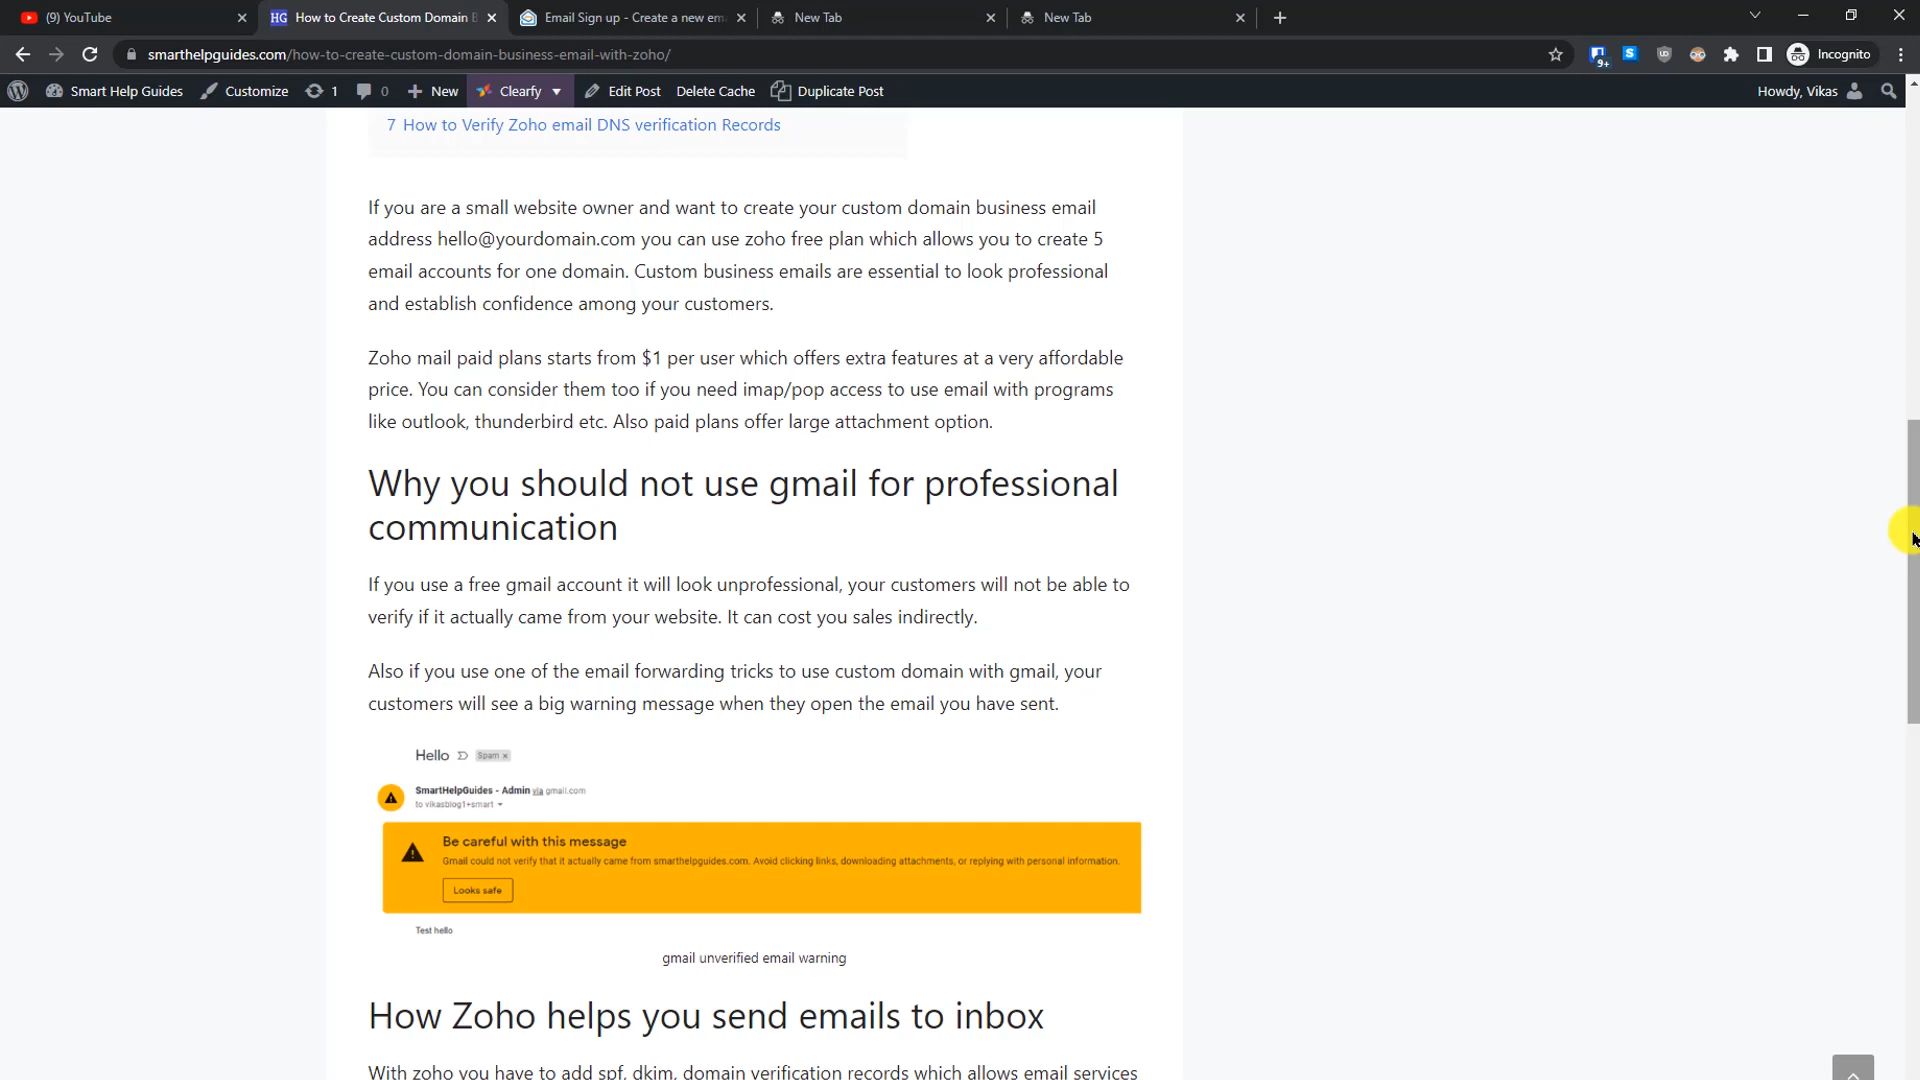 (9) YouTube
HG How to Create Custom Domain B
Email Sign up - Create a new em
New Tab
New Tab
smarthelpguides.com/how-to-create-custom-domain-business-email-with-zoho/
9+
Incognito
Smart Help Guides
Customize
1
0
New
Clearfy
Edit Post
Delete Cache
Duplicate Post
Howdy, Vikas
7 How to Verify Zoho email DNS verification Records
If you are a small website owner and want to create your custom domain business email
address hello@yourdomain.com you can use zoho free plan which allows you to create 5
email accounts for one domain. Custom business emails are essential to look professional
and establish confidence among your customers.
Zoho mail paid plans starts from $1 per user which offers extra features at a very affordable
price. You can consider them too if you need imap/pop access to use email with programs
like outlook, thunderbird etc. Also paid plans offer large attachment option.
Why you should not use gmail for professional
communication
If you use a free gmail account it will look unprofessional, your customers will not be able to
verify if it actually came from your website. It can cost you sales indirectly.
Also if you use one of the email forwarding tricks to use custom domain with gmail, your
customers will see a big warning message when they open the email you have sent.
Hello Spam x
SmartHelpGuides - Admin via gmail.com
to vikasblog1+smart
Be careful with this message
Gmail could not verify that it actually came from smarthelpguides.com. Avoid clicking links, downloading attachments, or replying with personal information.
Looks safe
Test hello
gmail unverified email warning
How Zoho helps you send emails to inbox
With zoho you have to add spf, dkim, domain verification records which allows email services